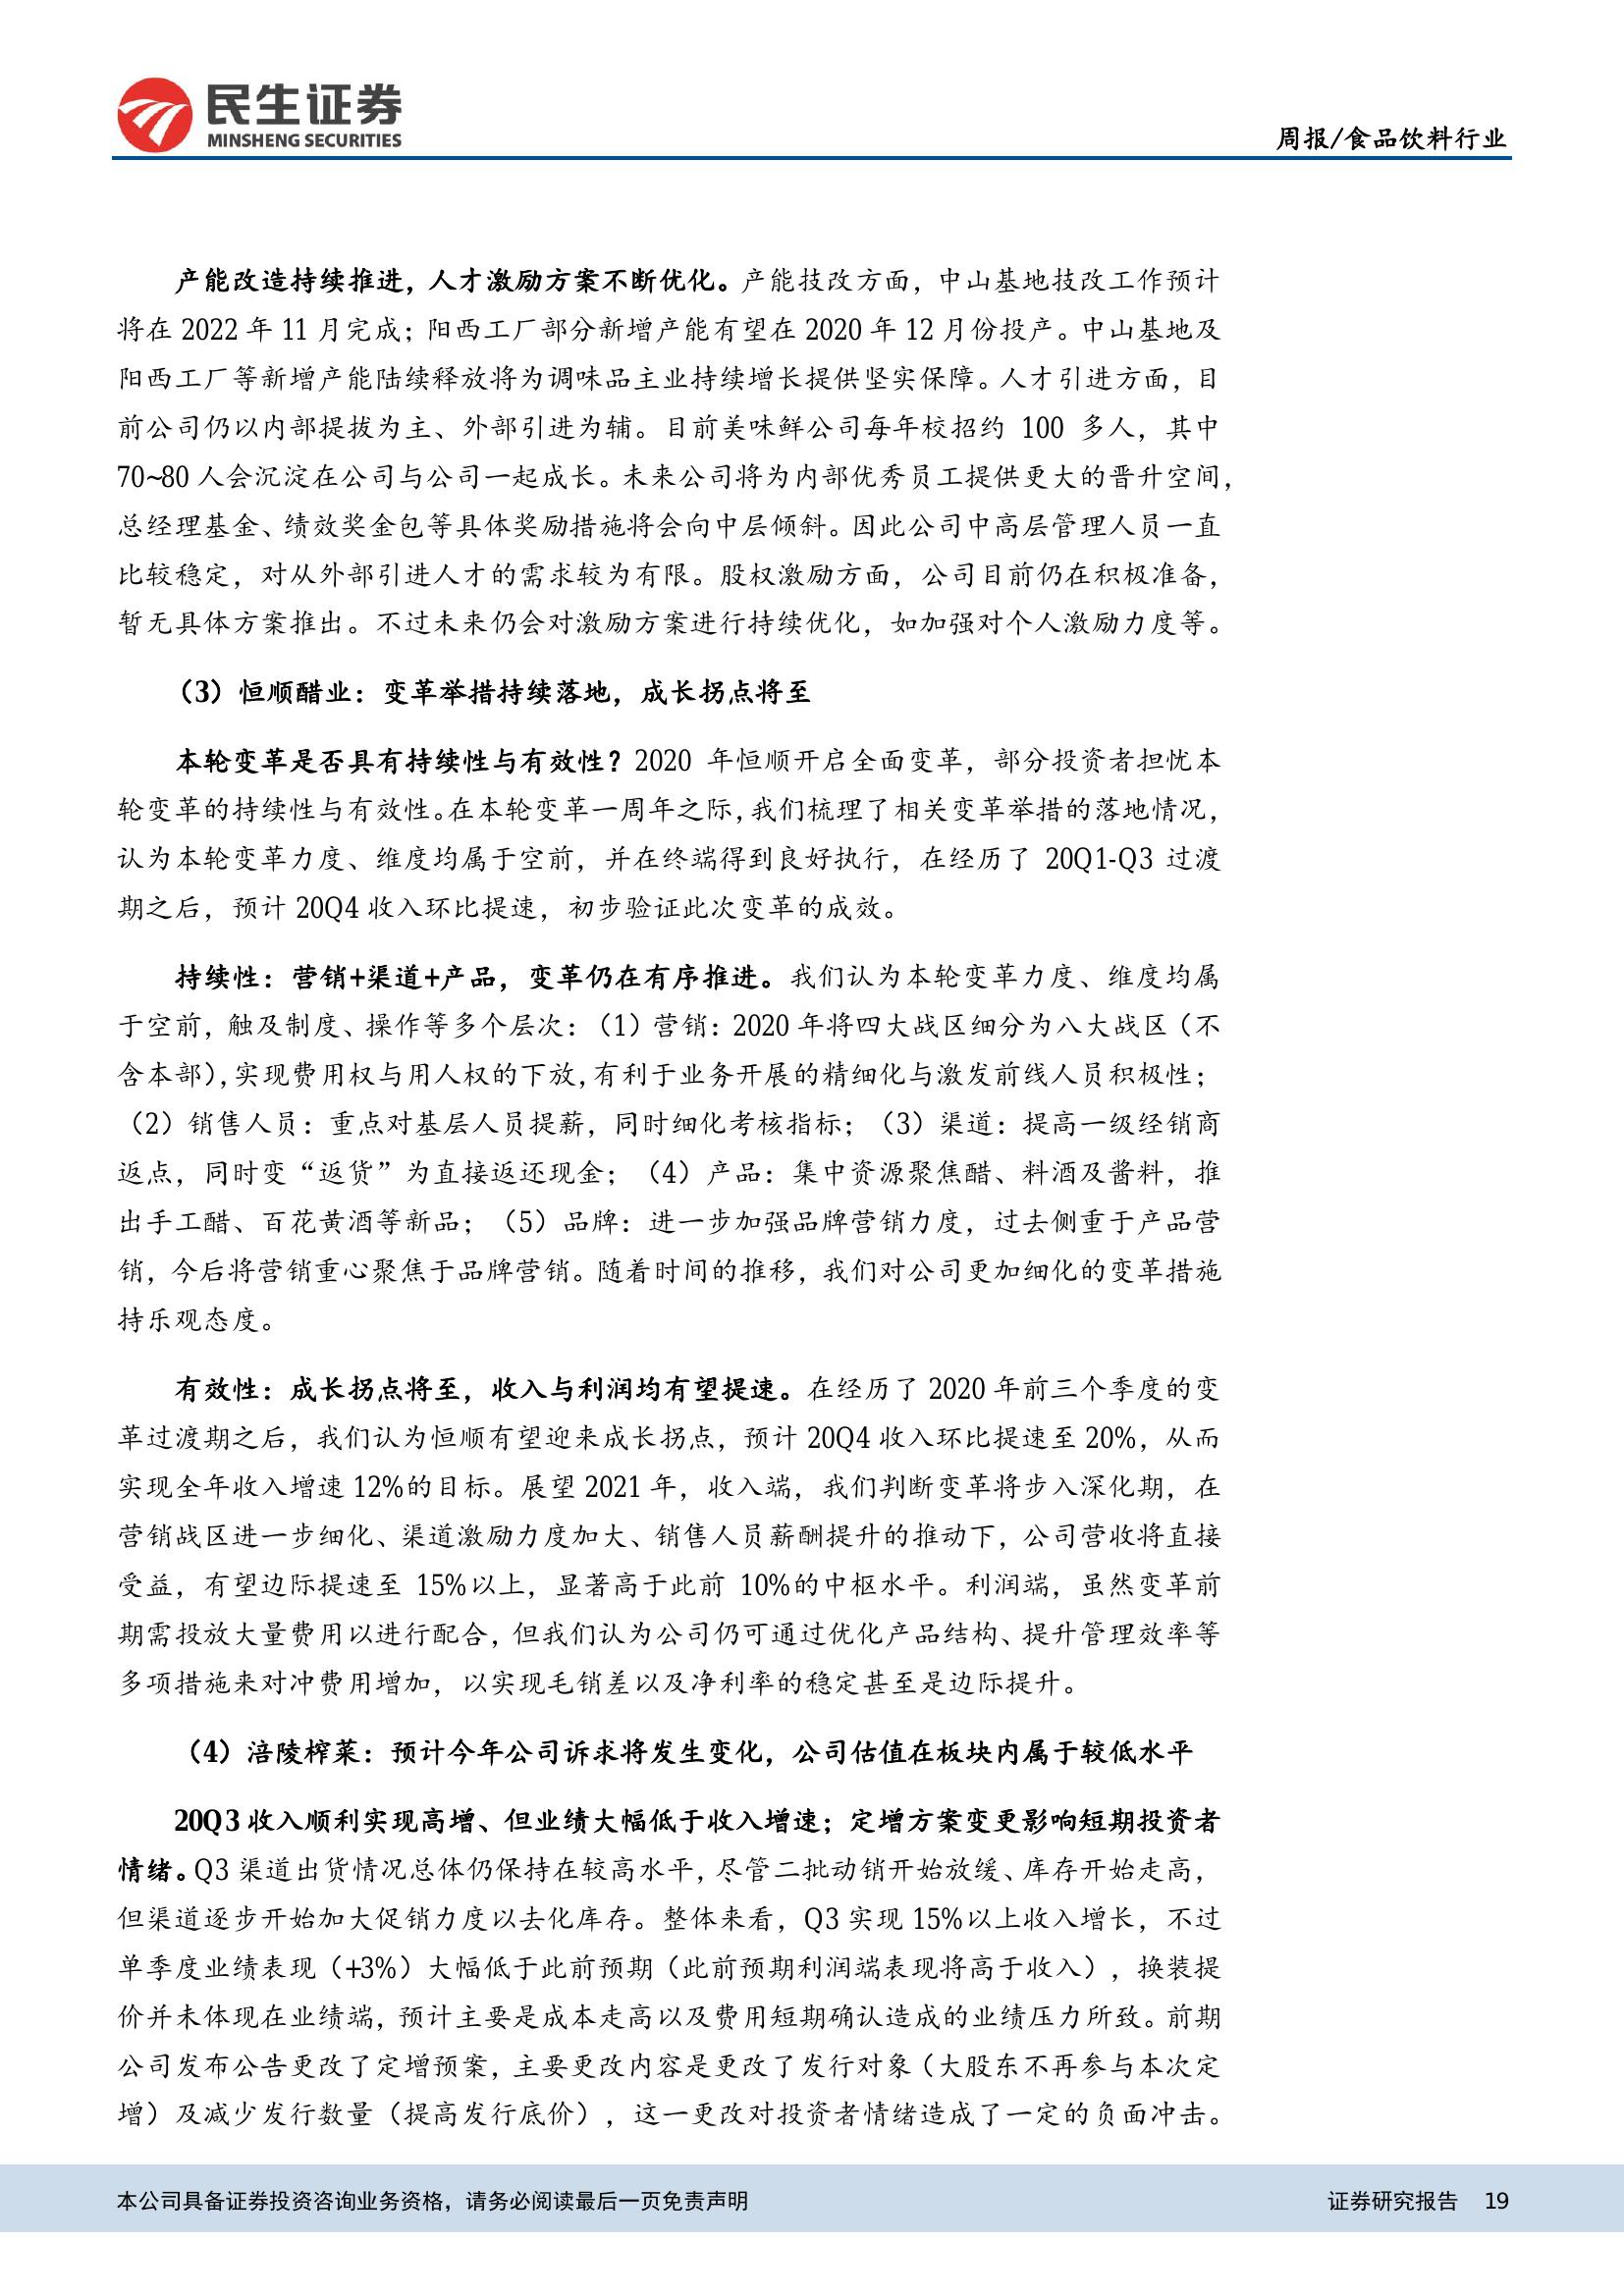 民生证券
MINSHENG SECURITIES
周报/食品饮料行业
产能改造持续推进，人才激励方案不断优化。产能技改方面，中山基地技改工作预计
将在 2022 年 11 月完成；阳西工厂部分新增产能有望在 2020 年 12 月份投产。中山基地及
阳西工厂等新增产能陆续释放将为调味品主业持续增长提供坚实保障。人才引进方面，目
前公司仍以内部提拔为主、外部引进为辅。目前美味鲜公司每年校招约 100 多人，其中
70~80 人会沉淀在公司与公司一起成长。未来公司将为内部优秀员工提供更大的晋升空间，
总经理基金、绩效奖金包等具体奖励措施将会向中层倾斜。因此公司中高层管理人员一直
比较稳定，对从外部引进人才的需求较为有限。股权激励方面，公司目前仍在积极准备，
暂无具体方案推出。不过未来仍会对激励方案进行持续优化，如加强对个人激励力度等。
（3）恒顺醋业：变革举措持续落地，成长拐点将至
本轮变革是否具有持续性与有效性？2020 年恒顺开启全面变革，部分投资者担忧本
轮变革的持续性与有效性。在本轮变革一周年之际，我们梳理了相关变革举措的落地情况，
认为本轮变革力度、维度均属于空前，并在终端得到良好执行，在经历了 20Q1-Q3 过渡
期之后，预计 20Q4 收入环比提速，初步验证此次变革的成效。
持续性：营销+渠道+产品，变革仍在有序推进。我们认为本轮变革力度、维度均属
于空前，触及制度、操作等多个层次：（1）营销：2020 年将四大战区细分为八大战区（不
含本部），实现费用权与用人权的下放，有利于业务开展的精细化与激发前线人员积极性；
（2）销售人员：重点对基层人员提薪，同时细化考核指标；（3）渠道：提高一级经销商
返点，同时变“返货”为直接返还现金；（4）产品：集中资源聚焦醋、料酒及酱料，推
出手工醋、百花黄酒等新品；（5）品牌：进一步加强品牌营销力度，过去侧重于产品营
销，今后将营销重心聚焦于品牌营销。随着时间的推移，我们对公司更加细化的变革措施
持乐观态度。
有效性：成长拐点将至，收入与利润均有望提速。在经历了 2020 年前三个季度的变
革过渡期之后，我们认为恒顺有望迎来成长拐点，预计 20Q4 收入环比提速至 20%，从而
实现全年收入增速 12%的目标。展望 2021 年，收入端，我们判断变革将步入深化期，在
营销战区进一步细化、渠道激励力度加大、销售人员薪酬提升的推动下，公司营收将直接
受益，有望边际提速至 15%以上，显著高于此前 10%的中枢水平。利润端，虽然变革前
期需投放大量费用以进行配合，但我们认为公司仍可通过优化产品结构、提升管理效率等
多项措施来对冲费用增加，以实现毛销差以及净利率的稳定甚至是边际提升。
（4）涪陵榨菜：预计今年公司诉求将发生变化，公司估值在板块内属于较低水平
20Q3 收入顺利实现高增、但业绩大幅低于收入增速；定增方案变更影响短期投资者
情绪。Q3 渠道出货情况总体仍保持在较高水平，尽管二批动销开始放缓、库存开始走高，
但渠道逐步开始加大促销力度以去化库存。整体来看，Q3 实现 15%以上收入增长，不过
单季度业绩表现（+3%）大幅低于此前预期（此前预期利润端表现将高于收入），换装提
价并未体现在业绩端，预计主要是成本走高以及费用短期确认造成的业绩压力所致。前期
公司发布公告更改了定增预案，主要更改内容是更改了发行对象（大股东不再参与本次定
增）及减少发行数量（提高发行底价），这一更改对投资者情绪造成了一定的负面冲击。
本公司具备证券投资咨询业务资格，请务必阅读最后一页免责声明
证券研究报告 19